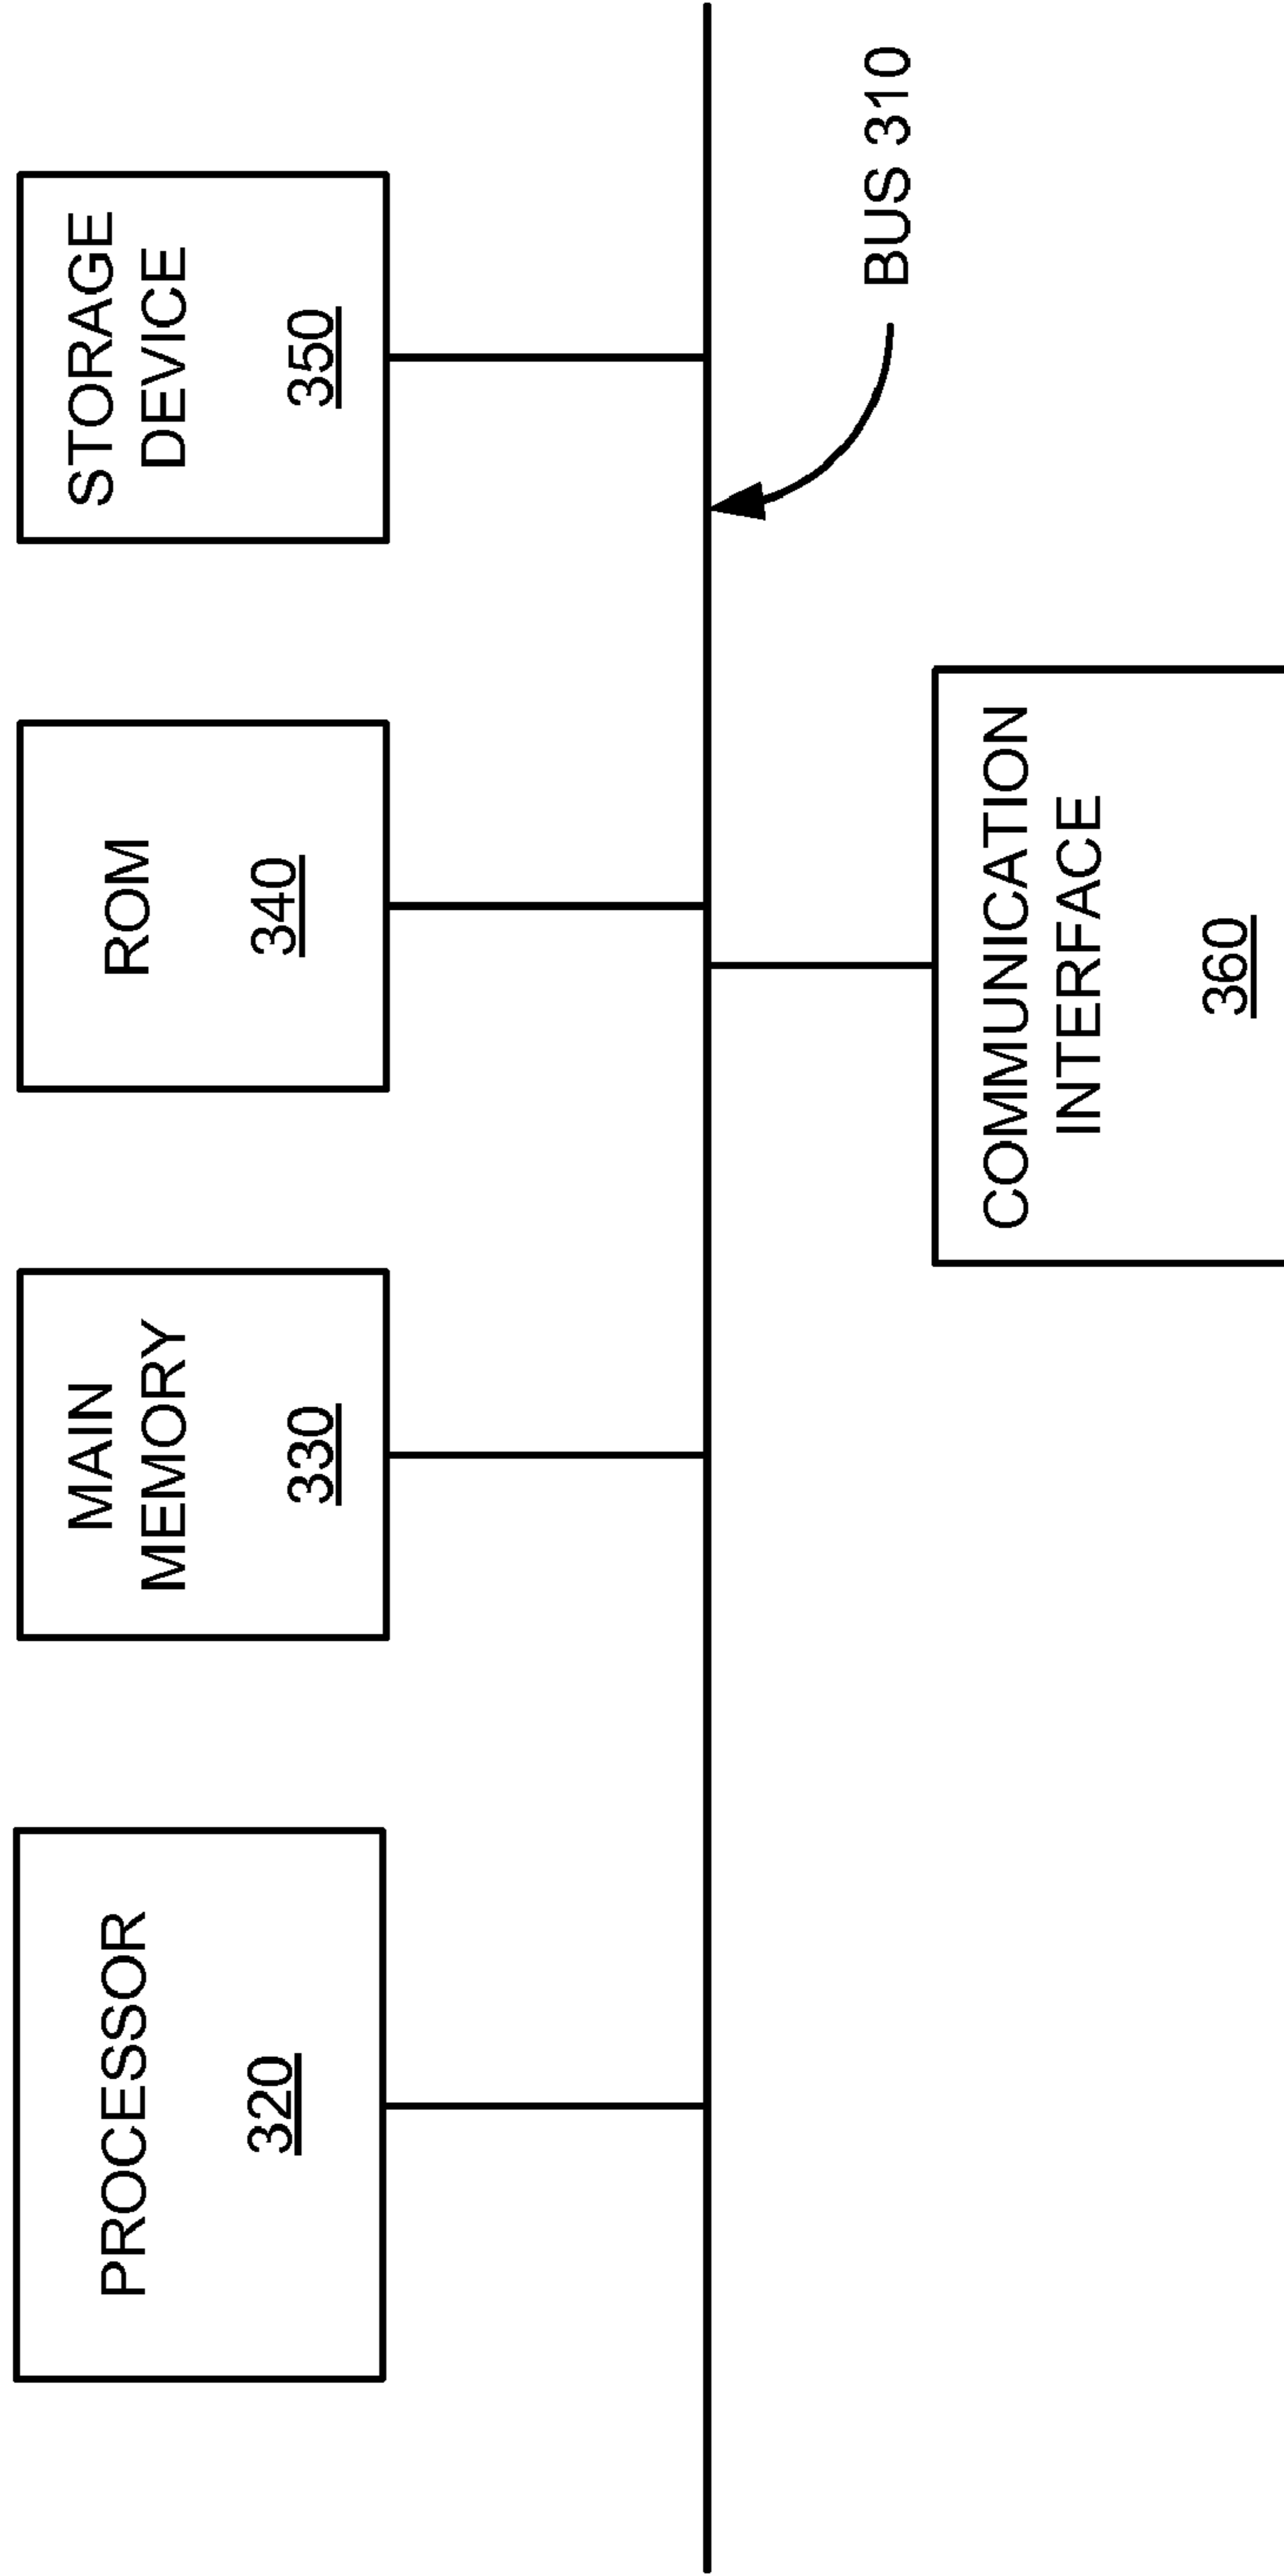 PROCESSOR
320
MAIN
MEMORY
330
ROM
340
STORAGE
DEVICE
350
BUS 310
COMMUNICATION
INTERFACE
360